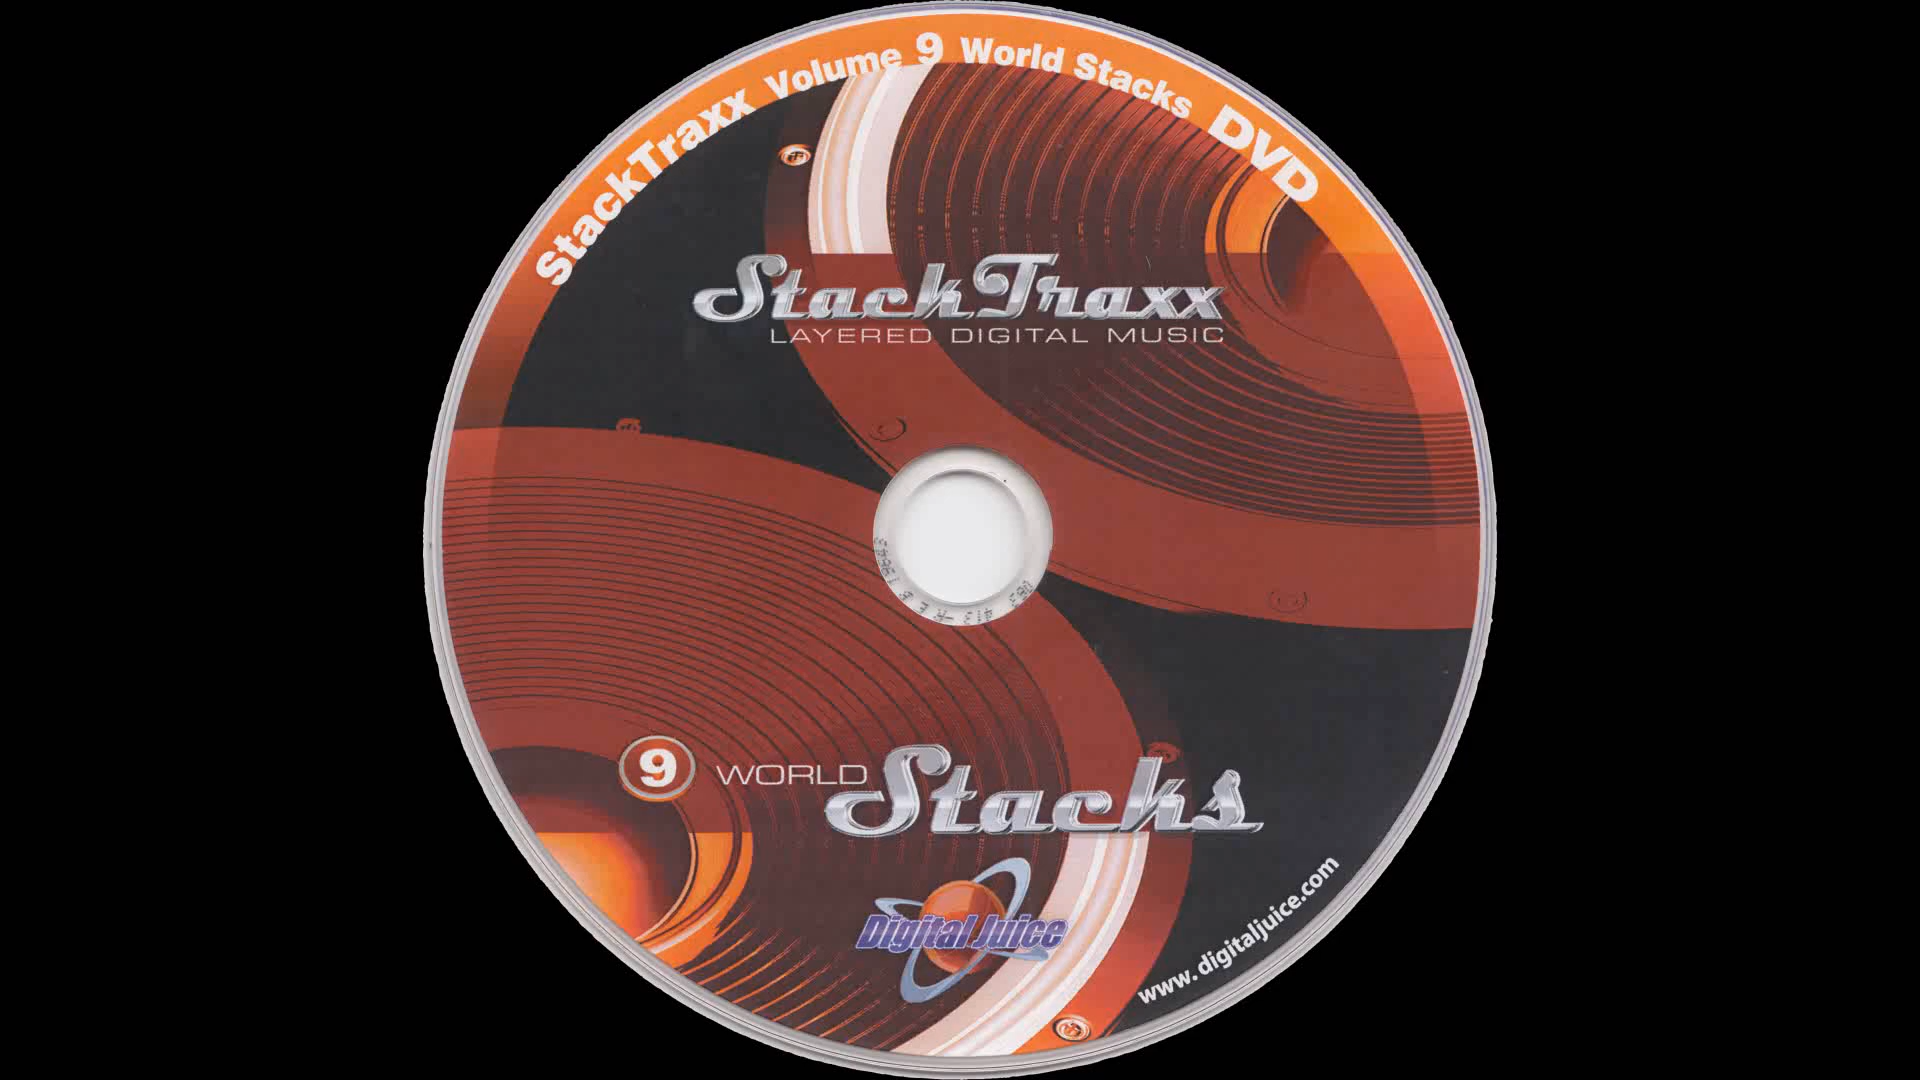 StackTraxx Volume 9 World Stacks DVD
StackTraxx
LAYERED DIGITAL MUSIC
9 WORLD Stacks
Digital Juice
www.digitaljuice.com